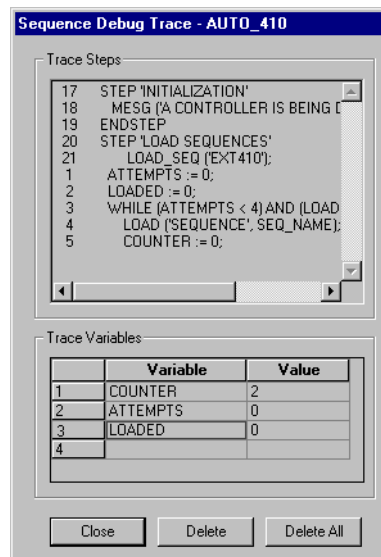 Sequence Debug Trace - AUTO_410
Trace Steps
17 STEP 'INITIALIZATION'
18 MESG ('A CONTROLLER IS BEING
19 ENDSTEP
20 STEP 'LOAD SEQUENCES'
21 LOAD_SEQ ('EXT410');
1 ATTEMPTS := 0;
2 LOADED := 0;
3 WHILE (ATTEMPTS < 4) AND (LOAD
4 LOAD ('SEQUENCE', SEQ_NAME);
5 COUNTER := 0;
Trace Variables
Variable Value
1 COUNTER 2
2 ATTEMPTS 0
3 LOADED 0
4
Close Delete Delete All